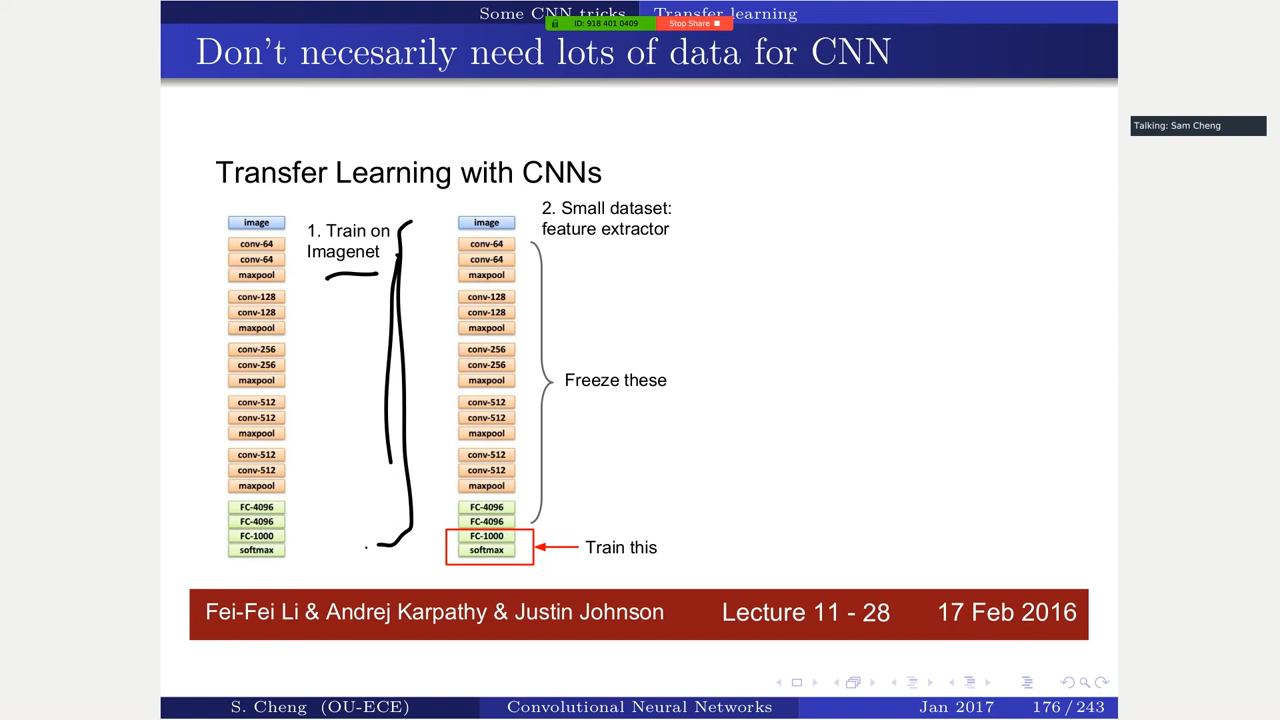 Some CNN tricks Transfer learning
ID: 918 401 0409 Stop Share
Don't necesarily need lots of data for CNN
Talking: Sam Cheng
Transfer Learning with CNNs
image
conv-64
conv-64
maxpool
conv-128
conv-128
maxpool
conv-256
conv-256
maxpool
conv-512
conv-512
maxpool
conv-512
conv-512
maxpool
FC-4096
FC-4096
FC-1000
softmax
1. Train on
Imagenet
image
conv-64
conv-64
maxpool
conv-128
conv-128
maxpool
conv-256
conv-256
maxpool
conv-512
conv-512
maxpool
conv-512
conv-512
maxpool
FC-4096
FC-4096
FC-1000
softmax
2. Small dataset:
feature extractor
Freeze these
Train this
Fei-Fei Li & Andrej Karpathy & Justin Johnson Lecture 11 - 28 17 Feb 2016
S. Cheng (OU-ECE) Convolutional Neural Networks Jan 2017 176 / 243